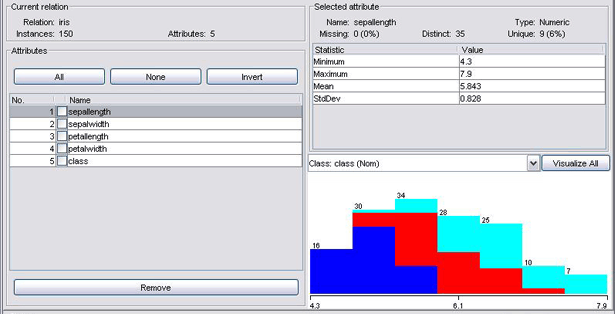 Current relation
Relation: iris
Instances: 150 Attributes: 5
Attributes
All None Invert
No. Name
1 sepallength
2 sepalwidth
3 petallength
4 petalwidth
5 class
Remove
Selected attribute
Name: sepallength Type: Numeric
Missing: 0 (0%) Distinct: 35 Unique: 9 (6%)
Statistic Value
Minimum 4.3
Maximum 7.9
Mean 5.843
StdDev 0.828
Class: class (Nom) Visualize All
16 30 34 28 25 10 7
4.3 6.1 7.9